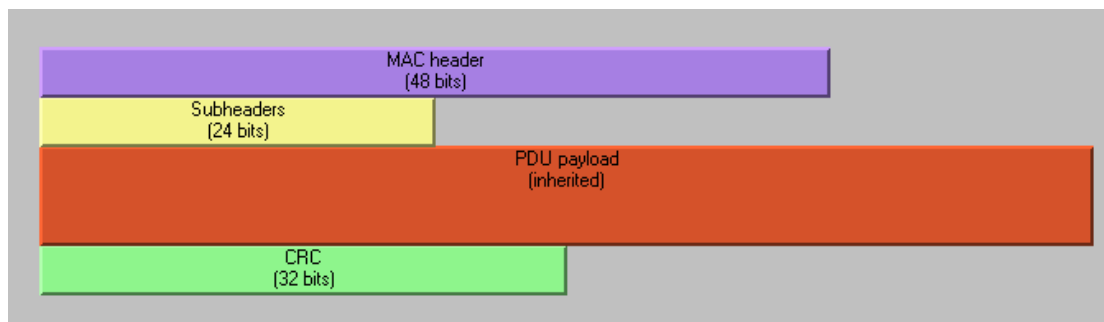 MAC header
(48 bits)
Subheaders
(24 bits)
PDU payload
(inherited)
CRC
(32 bits)